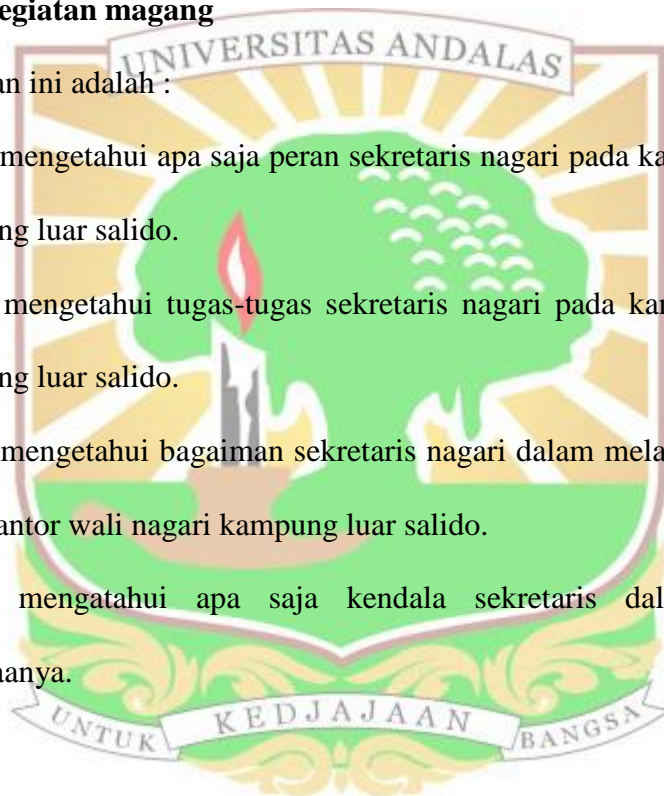 egiatan magang
UNIVERSITAS ANDALAS
an ini adalah :
mengetahui apa saja peran sekretaris nagari pada ka
ng luar salido.
mengetahui tugas-tugas sekretaris nagari pada kan
ng luar salido.
mengetahui bagaiman sekretaris nagari dalam mela
antor wali nagari kampung luar salido.
mengatahui apa saja kendala sekretaris dal
aanya.
UNTUK KEDJAJAAN BANGSA